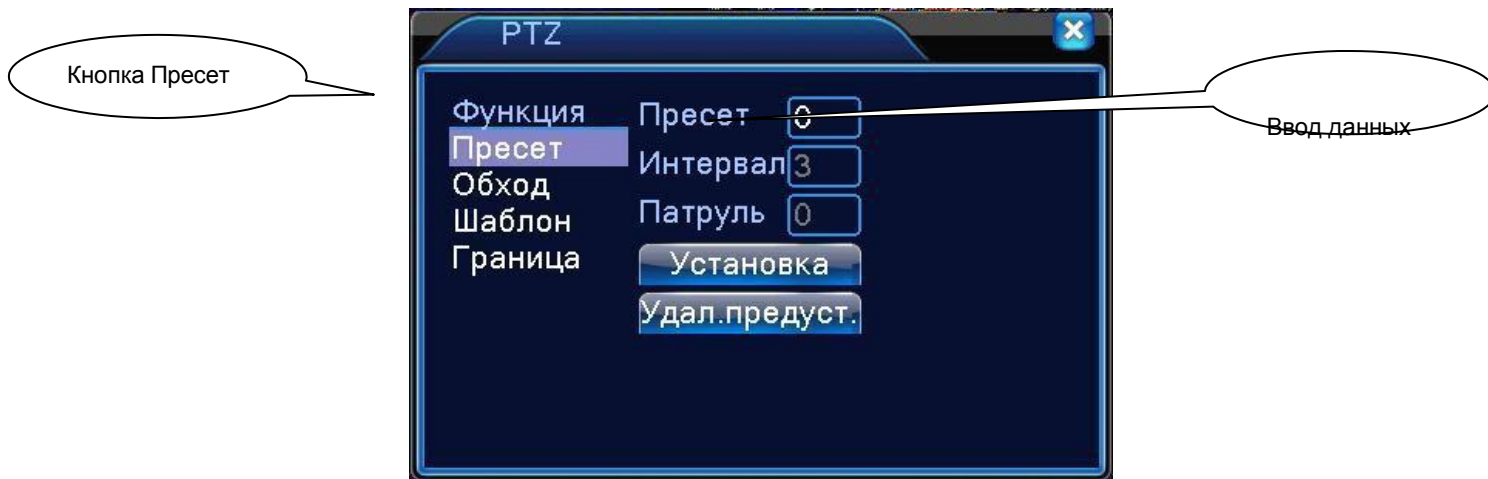 PTZ
Кнопка Пресет
Функция
Пресет
Обход
Шаблон
Граница
Пресет 0
Интервал 3
Патруль 0
Установка
Удал.предуст.
Ввод данных